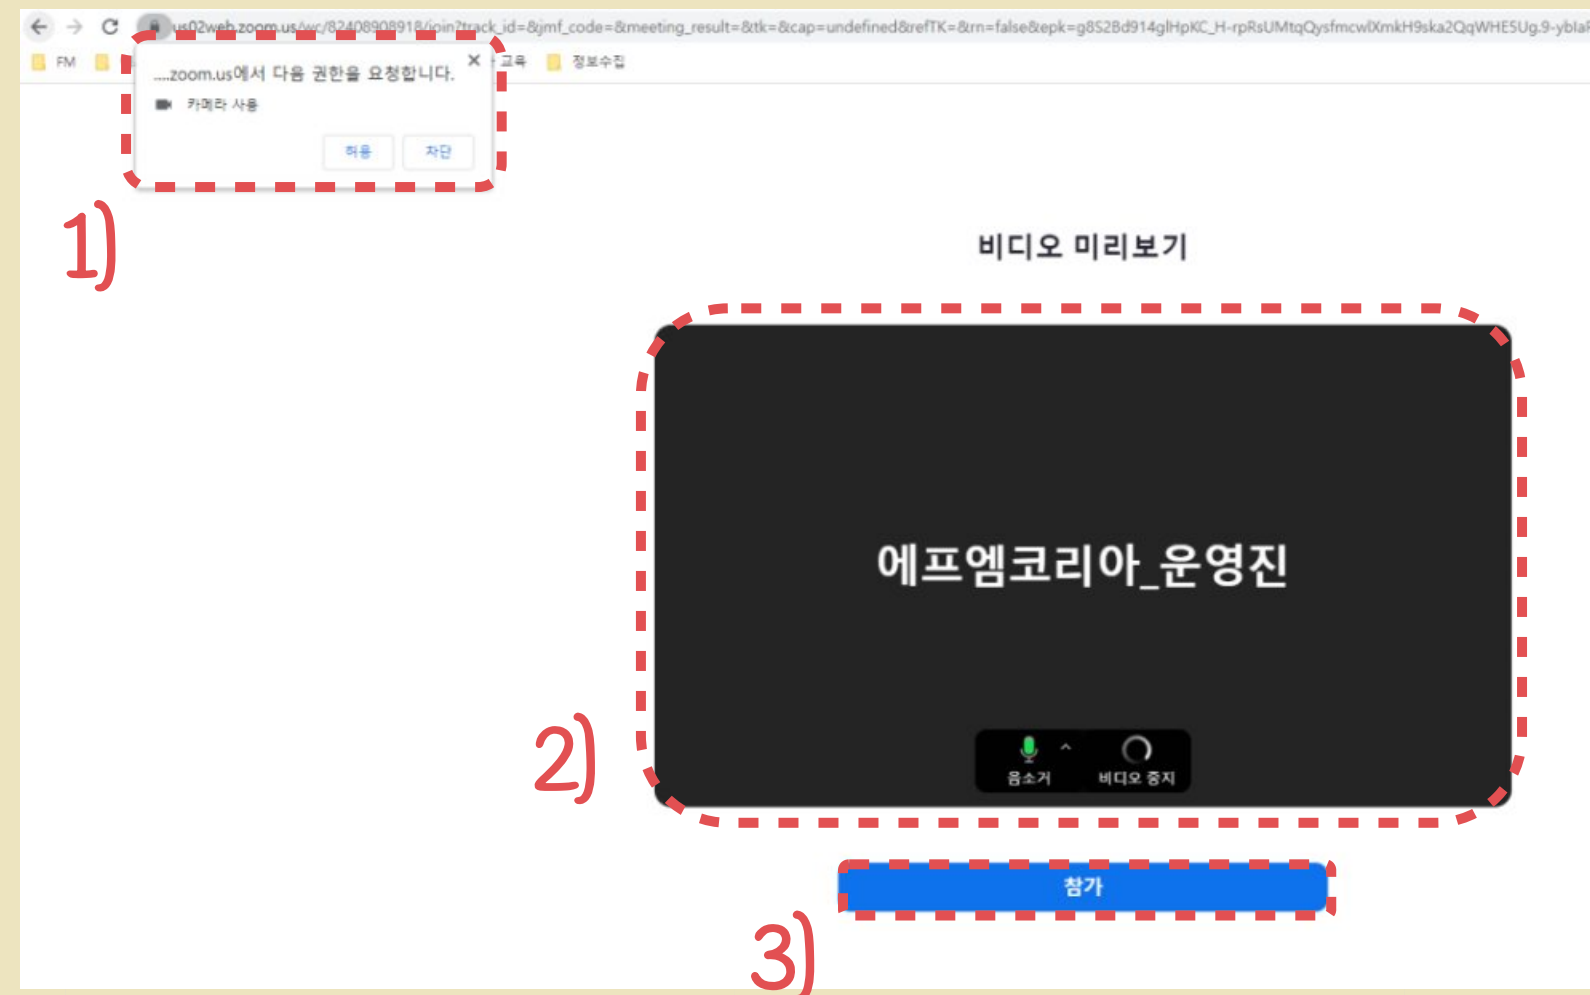 us02web.zoom.us/wc/82408908918/join?track_id=&jmf_code=&meeting_result=&tk=&cap=undefined&refTK=&rn=false&epk=
FM 교육 정보수집
....zoom.us에서 다음 권한을 요청합니다. ×
카메라 사용
허용 차단
1)
비디오 미리보기
에프엠코리아_운영진
음소거 비디오 중지
2)
참가
3)